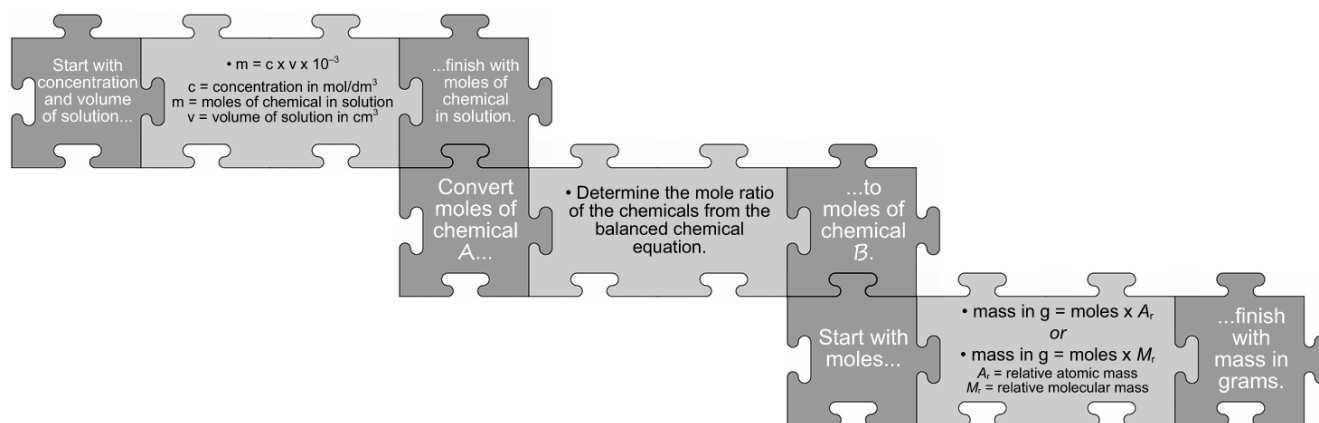 Start with
concentration
and volume
of solution...
• m = c x v x 10⁻³
c = concentration in mol/dm³
m = moles of chemical in solution
v = volume of solution in cm³
...finish with
moles of
chemical
in solution.
Convert
moles of
chemical
A...
• Determine the mole ratio
of the chemicals from the
balanced chemical
equation.
...to
moles of
chemical
B.
Start with
moles...
• mass in g = moles x Aᵣ
or
• mass in g = moles x Mᵣ
Aᵣ = relative atomic mass
Mᵣ = relative molecular mass
...finish
with
mass in
grams.